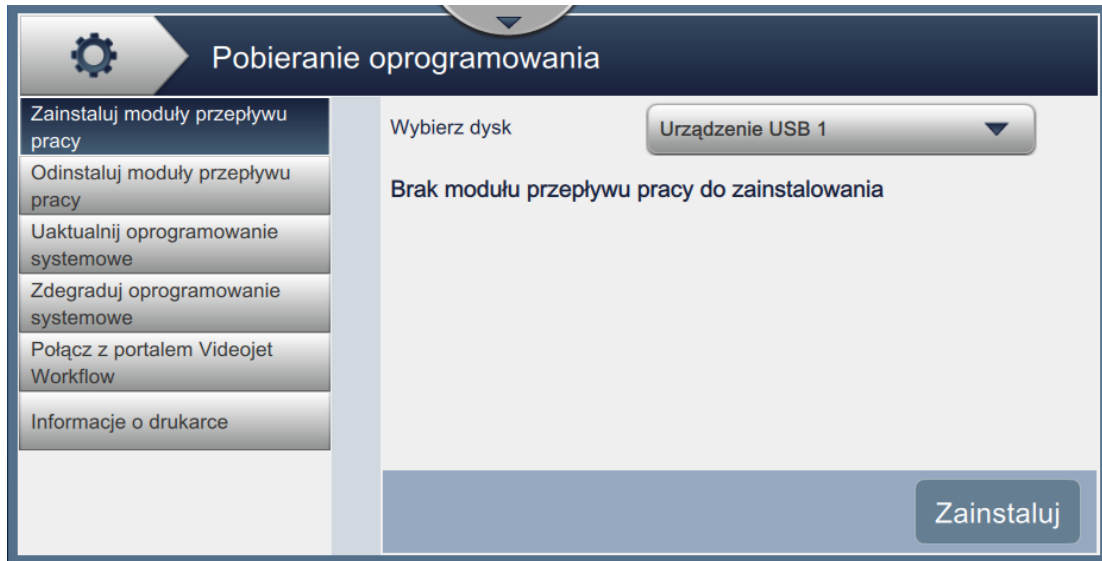 Pobieranie oprogramowania
Zainstaluj moduły przepływu
pracy
Odinstaluj moduły przepływu
pracy
Uaktualnij oprogramowanie
systemowe
Zdegraduj oprogramowanie
systemowe
Połącz z portalem Videojet
Workflow
Informacje o drukarce
Wybierz dysk
Urządzenie USB 1
Brak modułu przepływu pracy do zainstalowania
Zainstaluj